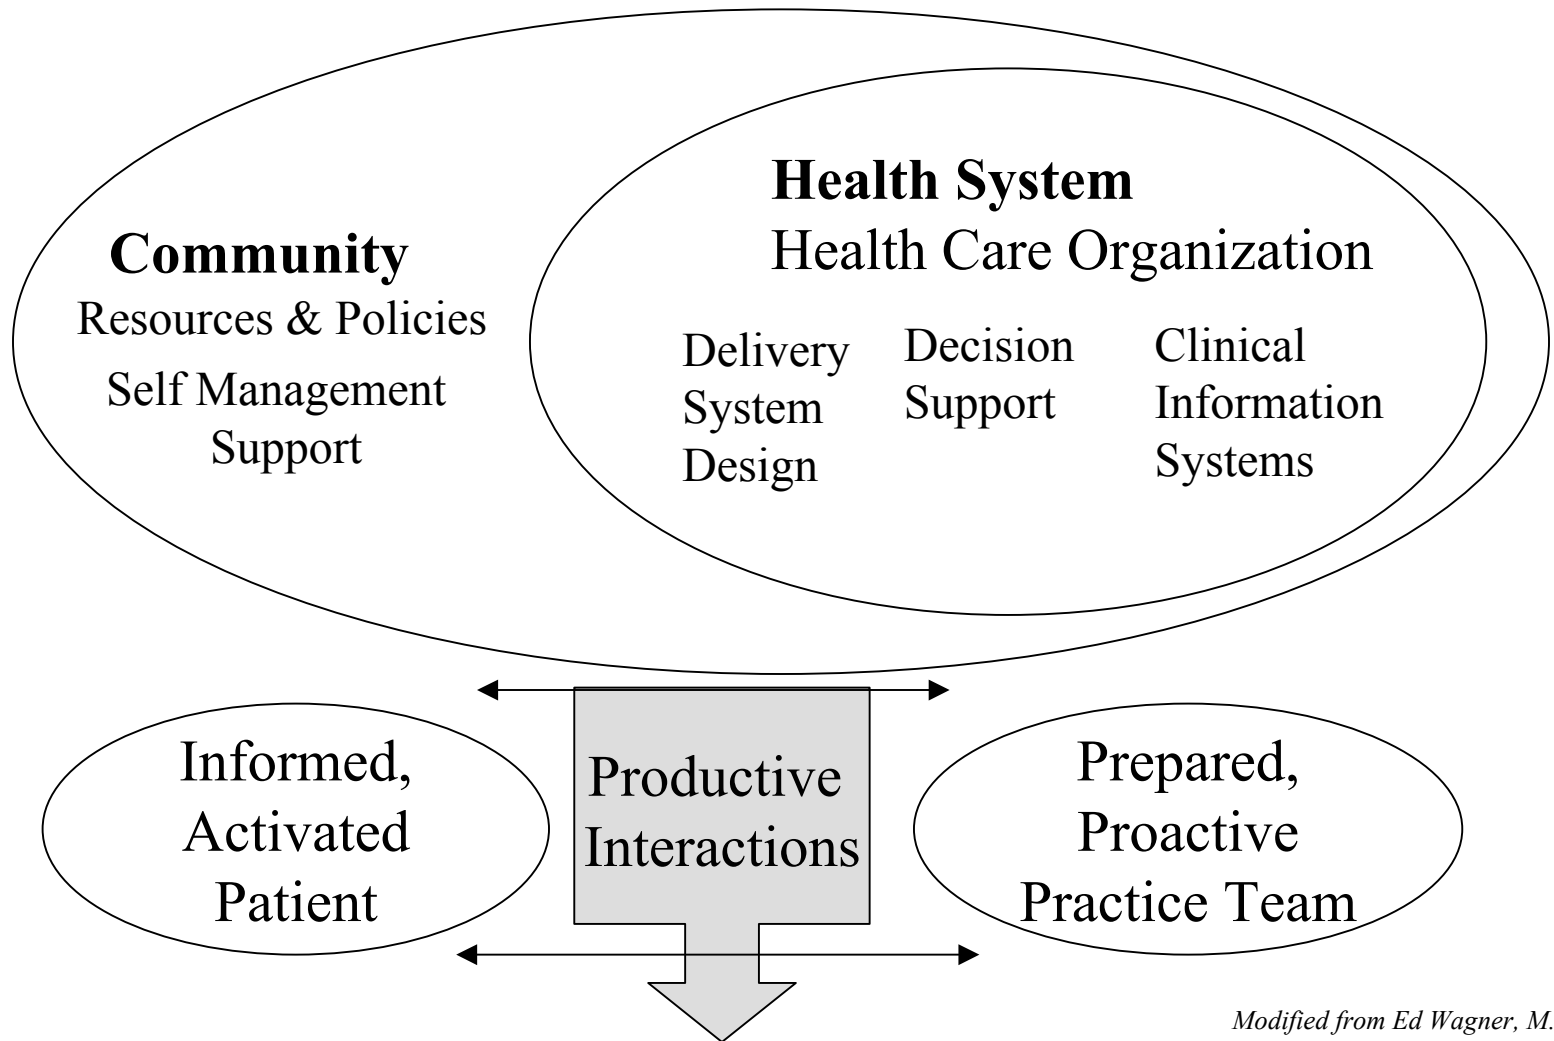 Health System
Health Care Organization
Community
Resources & Policies
Self Management
Support
Delivery
System
Design
Decision
Support
Clinical
Information
Systems
Informed,
Activated
Patient
Productive
Interactions
Prepared,
Proactive
Practice Team
Modified from Ed Wagner, M.